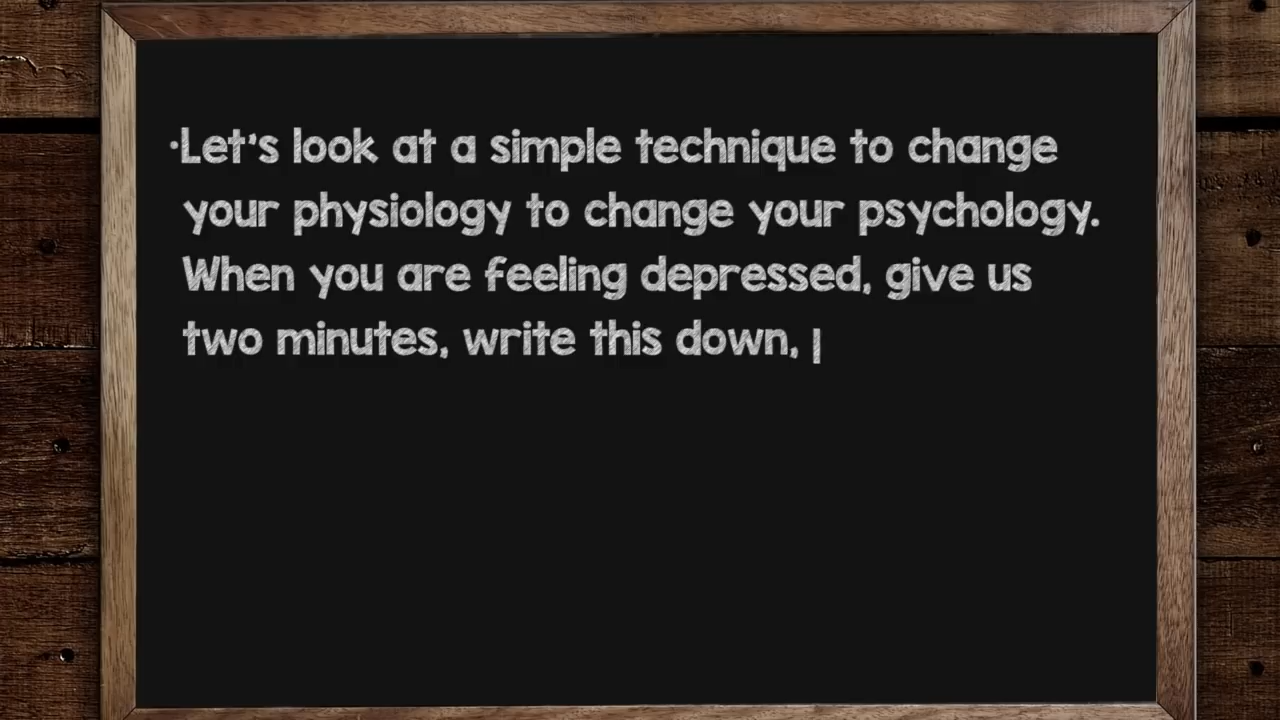 ·Let's look at a simple technique to change
your physiology to change your psychology.
When you are feeling depressed, give us
two minutes, write this down, |